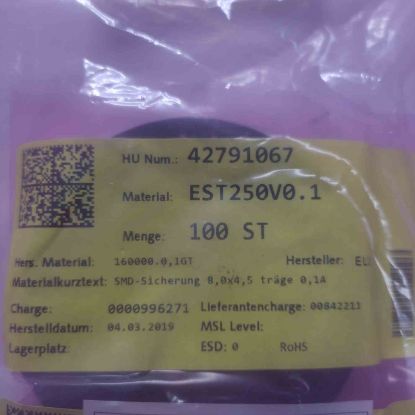 HU Num.: 42791067
Material: EST250V0.1
Menge: 100 ST
Hers. Material: 160000.0,1GT Hersteller:
Materialkurztext: SMD-Sicherung 8,0x4,5 träge 0,1A
Charge: 0000996271 Lieferantencharge: 00842211
Herstelldatum: 04.03.2019 MSL Level:
Lagerplatz: ESD: 0 RoHS